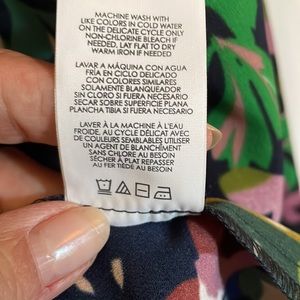 MACHINE WASH WITH
LIKE COLORS IN COLD WATER
ON THE DELICATE CYCLE ONLY
NON-CHLORINE BLEACH IF
NEEDED, LAY FLAT TO DRY
WARM IRON IF NEEDED
LAVAR A MÁQUINA CON AGUA
FRÍA EN CICLO DELICADO
CON COLORES SIMILARES
SOLAMENTE BLANQUEADOR
SIN CLORO SI FUERA NECESARIO
SECAR SOBRE SUPERFICIE PLANA
PLANCHA TIBIA SI FUERA NECESARIO
LAVER À LA MACHINE À L'EAU
FROIDE, AU CYCLE DÉLICAT AVEC
DE COULEURS SEMBLABLES UTILISER
UN AGENT DE BLANCHIMENT
SANS CHLORE AU BESOIN
SÉCHER À PLAT REPASSER
AU FER TIÈDE AU BESOIN